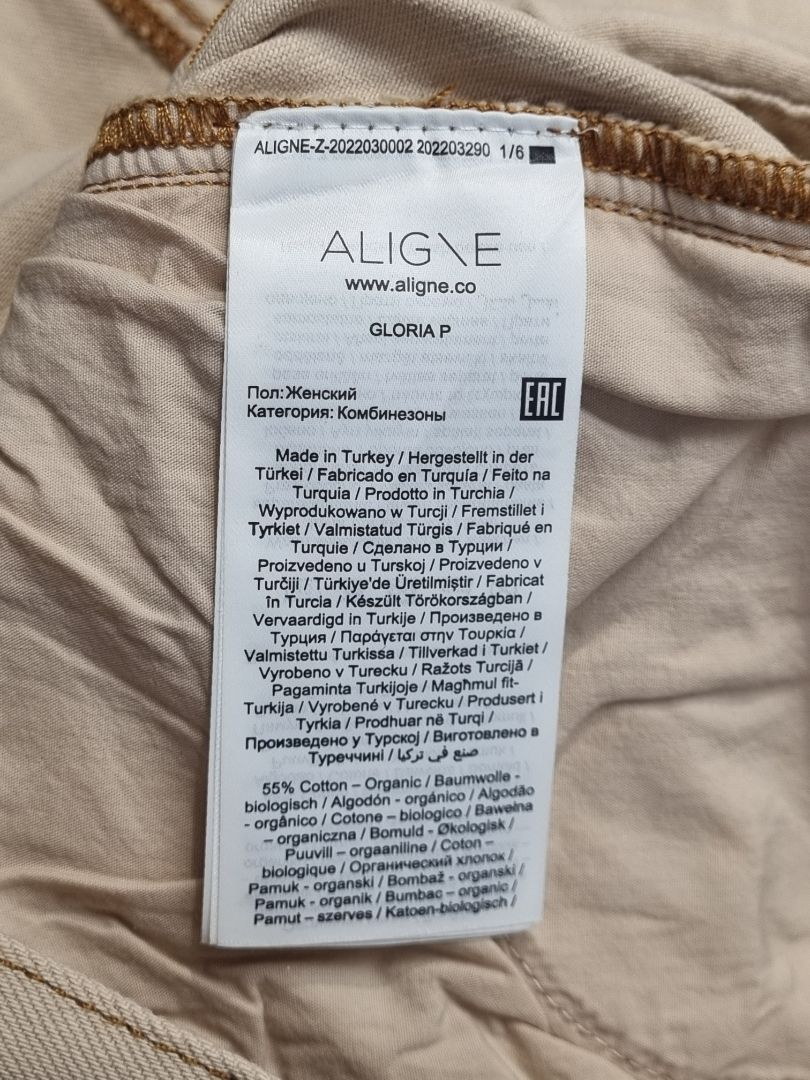 ALIGNE-Z-2022030002 202203290 1/6
ALIGNE
www.aligne.co
GLORIA P
Пол:Женский
Категория: Комбинезоны
EAC
Made in Turkey / Hergestellt in der
Türkei / Fabricado en Turquía / Feito na
Turquia / Prodotto in Turchia /
Wyprodukowano w Turcji / Fremstillet i
Tyrkiet / Valmistatud Türgis / Fabriqué en
Turquie / Сделано в Турции /
Proizvedeno u Turskoj / Proizvedeno v
Turčiji / Türkiye'de Üretilmiştir / Fabricat
în Turcia / Készült Törökországban /
Vervaardigd in Turkije / Произведено в
Турция / Παράγεται στην Τουρκία /
Valmistettu Turkissa / Tillverkad i Turkiet /
Vyrobeno v Turecku / Ražots Turcijā /
Pagaminta Turkijoje / Magħmul fit-
Turkija / Vyrobené v Turecku / Produsert i
Tyrkia / Prodhuar në Turqi /
Произведено у Турској / Виготовлено в
Туреччині / صنع في تركيا
55% Cotton – Organic / Baumwolle -
biologisch / Algodón - orgánico / Algodão
- orgânico / Cotone – biologico / Bawełna
– organiczna / Bomuld - Økologisk /
Puuvill – orgaaniline / Coton –
biologique / Органический хлопок /
Pamuk - organski / Bombaž - organski /
Pamuk - organik / Bumbac – organic /
Pamut – szerves / Katoen-biologisch /